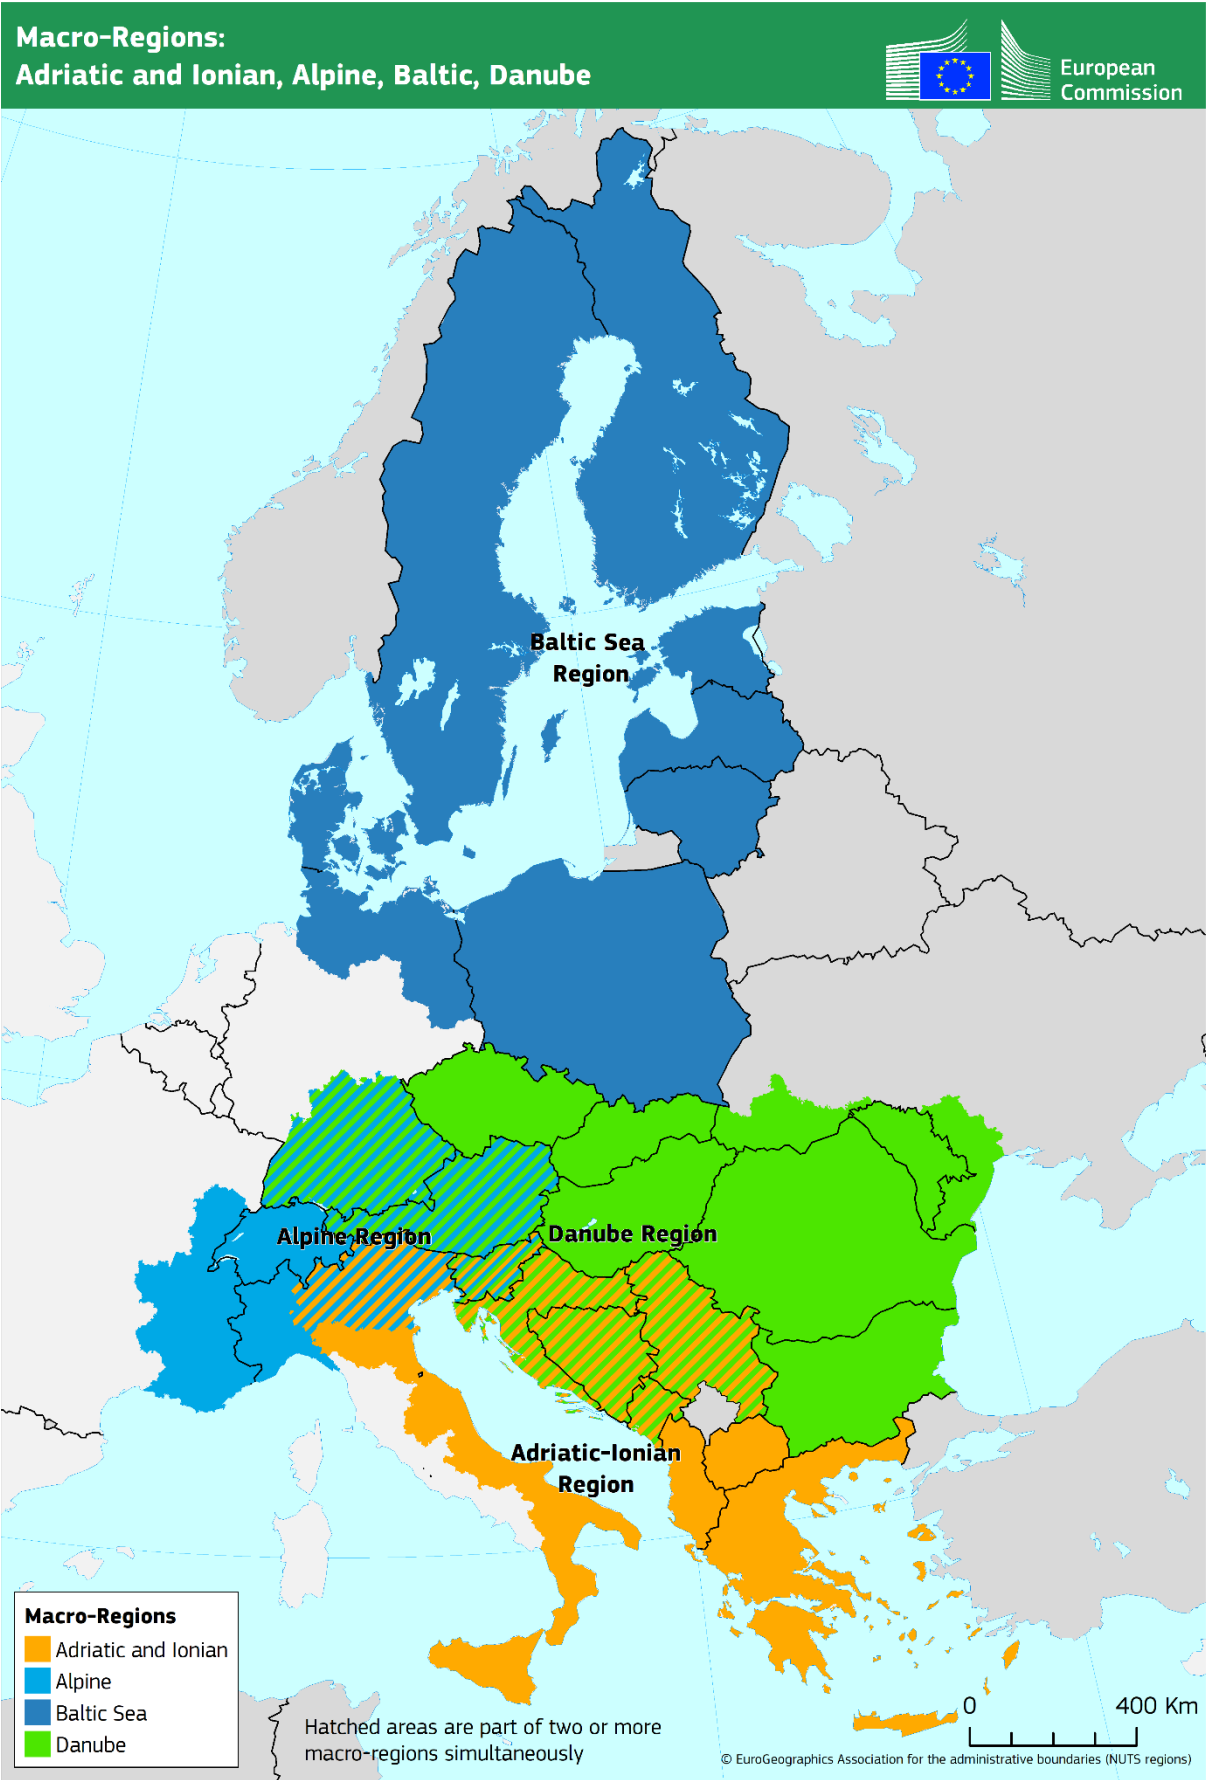 Macro-Regions:
Adriatic and Ionian, Alpine, Baltic, Danube
European
Commission
Baltic Sea
Region
Alpine Region
Danube Region
Adriatic-Ionian
Region
Macro-Regions
Adriatic and Ionian
Alpine
Baltic Sea
Danube
Hatched areas are part of two or more
macro-regions simultaneously
0 400 Km
© EuroGeographics Association for the administrative boundaries (NUTS regions)